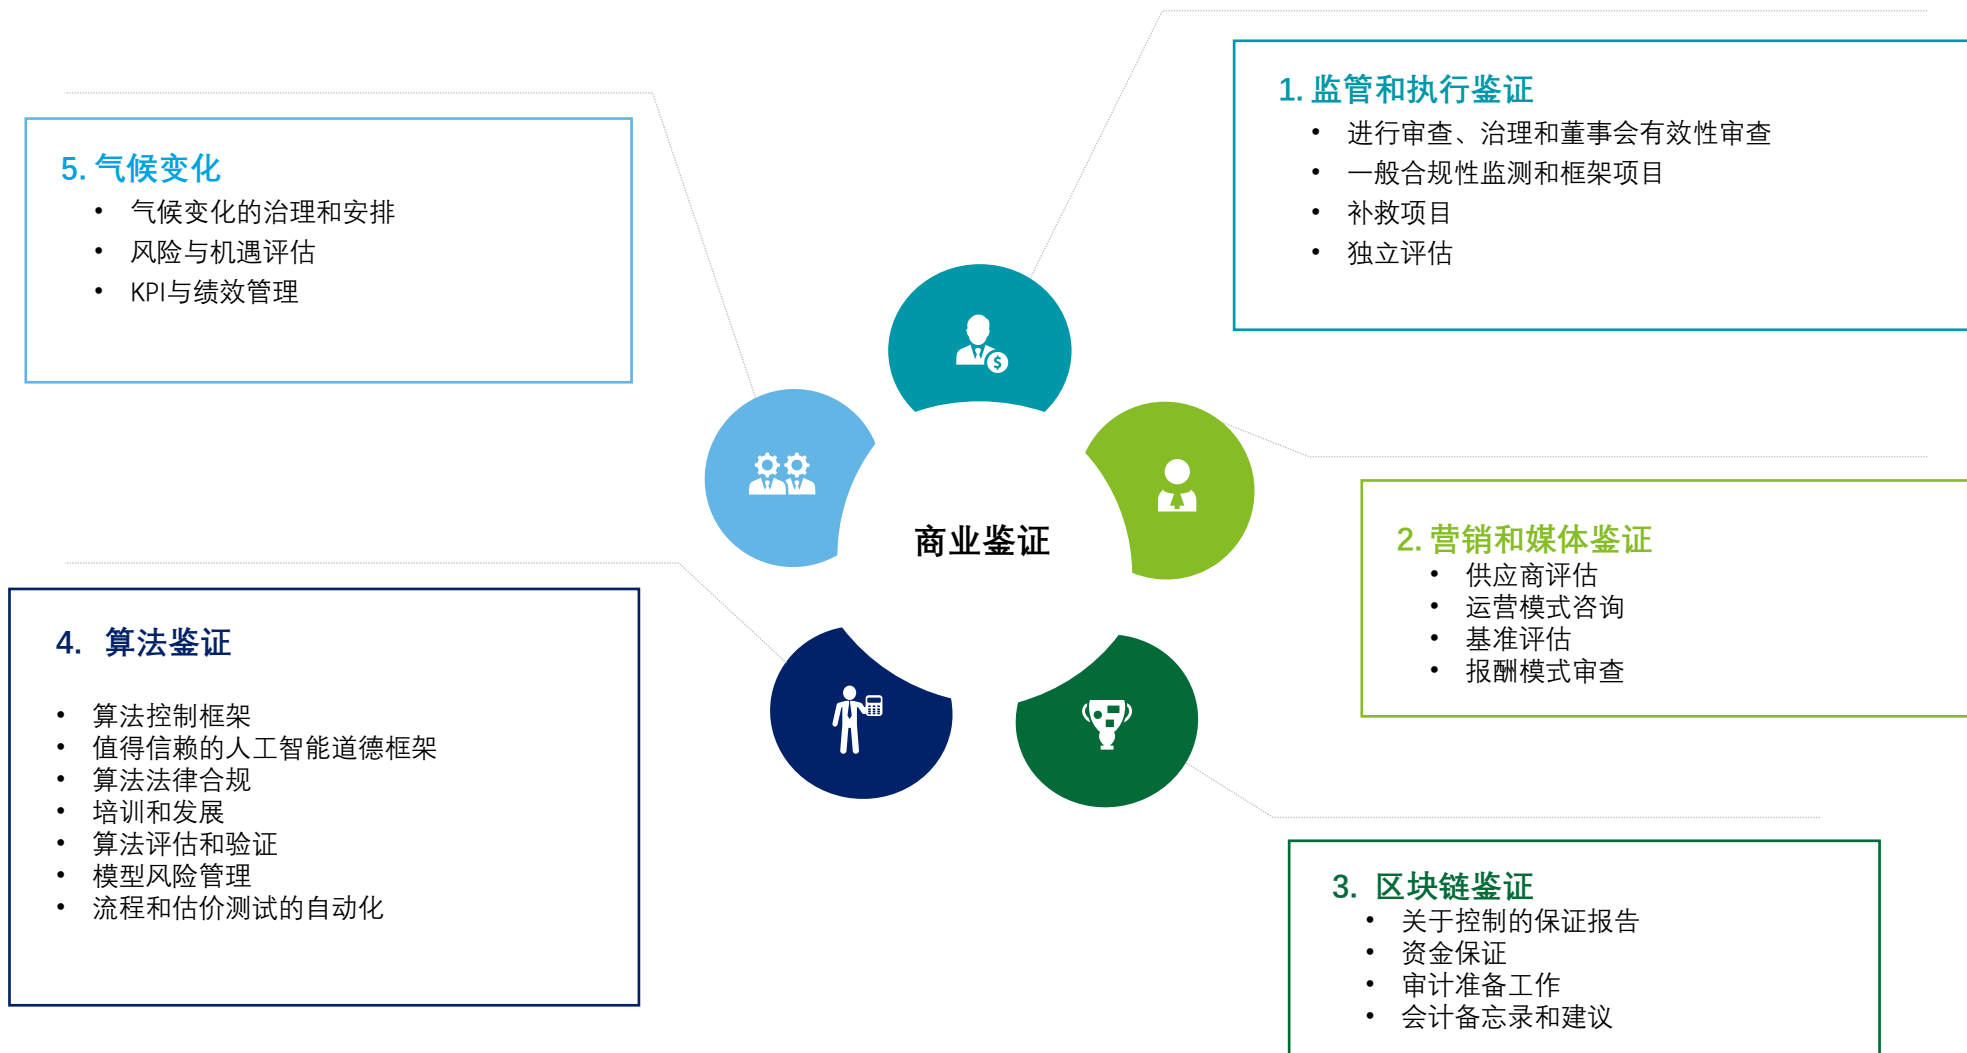 1. 监管和执行鉴证
• 进行审查、治理和董事会有效性审查
• 一般合规性监测和框架项目
• 补救项目
• 独立评估
5. 气候变化
• 气候变化的治理和安排
• 风险与机遇评估
• KPI与绩效管理
商业鉴证
2. 营销和媒体鉴证
• 供应商评估
• 运营模式咨询
• 基准评估
• 报酬模式审查
4. 算法鉴证
• 算法控制框架
• 值得信赖的人工智能道德框架
• 算法法律合规
• 培训和发展
• 算法评估和验证
• 模型风险管理
• 流程和估价测试的自动化
3. 区块链鉴证
• 关于控制的保证报告
• 资金保证
• 审计准备工作
• 会计备忘录和建议